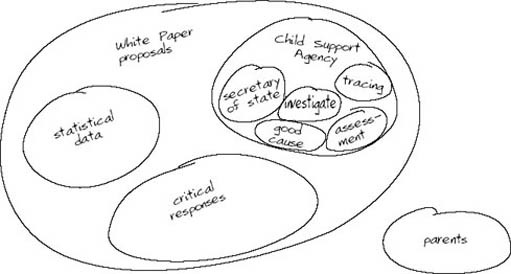 White Paper
proposals
Child Support
Agency
secretary
of state
investigate
tracing
good
cause
assess-
ment
statistical
data
critical
responses
parents